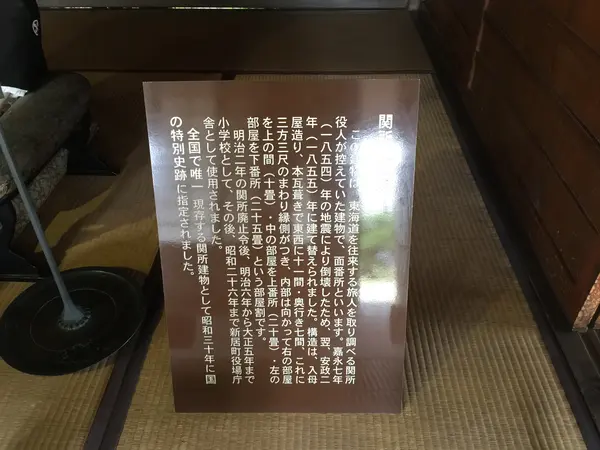 関所
この建物は、東海道を往来する旅人を取り調べる関所
役人が控えていた建物で、面番所といいます。嘉永七年
（一八五四）年の地震により倒壊したため、翌、安政二
年（一八五五）年に建て替えられました。構造は、入母
屋造り、本瓦葺きで東西に十一間・奥行き七間、これに
三方三尺のまわり縁側がつき、内部は向かって右の部屋
を上の間（十畳）・中の部屋を上番所（二十畳）・左の
部屋を下番所（二十五畳）という部屋割です。
明治二年の関所廃止令後、明治六年から大正五年まで
小学校として、その後、昭和二十六年まで新居町役場庁
舎として使用されました。
全国で唯一現存する関所建物として昭和三十年に国
の特別史跡に指定されました。